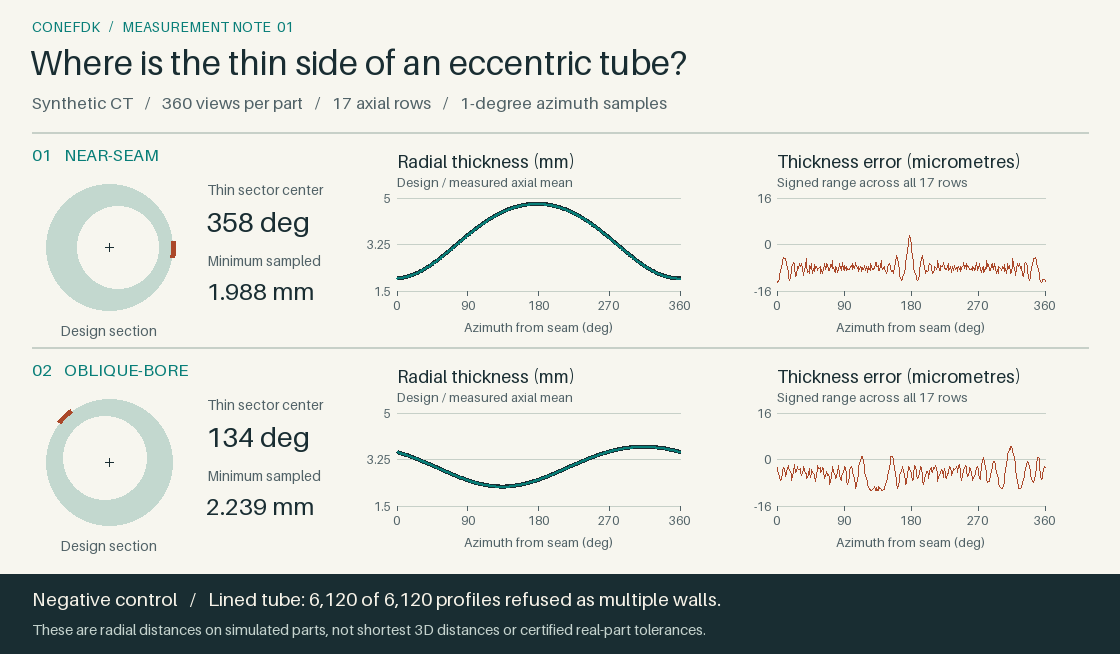 CONEFDK / MEASUREMENT NOTE 01
Where is the thin side of an eccentric tube?
Synthetic CT / 360 views per part / 17 axial rows / 1-degree azimuth samples
01 NEAR-SEAM
Thin sector center
358 deg
Minimum sampled
1.988 mm
Design section
Radial thickness (mm)
Design / measured axial mean
5
3.25
1.5
0 90 180 270 360
Azimuth from seam (deg)
Thickness error (micrometres)
Signed range across all 17 rows
16
0
-16
0 90 180 270 360
Azimuth from seam (deg)
02 OBLIQUE-BORE
Thin sector center
134 deg
Minimum sampled
2.239 mm
Design section
Radial thickness (mm)
Design / measured axial mean
5
3.25
1.5
0 90 180 270 360
Azimuth from seam (deg)
Thickness error (micrometres)
Signed range across all 17 rows
16
0
-16
0 90 180 270 360
Azimuth from seam (deg)
Negative control / Lined tube: 6,120 of 6,120 profiles refused as multiple walls.
These are radial distances on simulated parts, not shortest 3D distances or certified real-part tolerances.